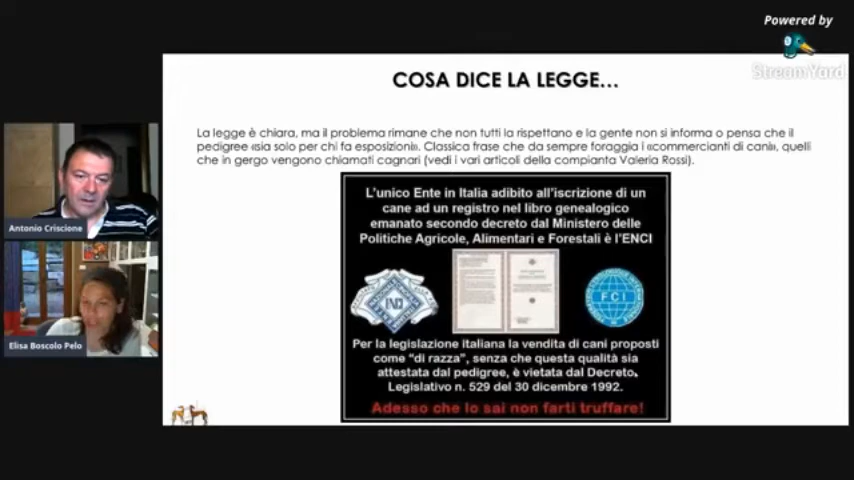 Powered by
StreamYard
COSA DICE LA LEGGE...
La legge è chiara, ma il problema rimane che non tutti la rispettano e la gente non si informa o pensa che il
pedigree «sia solo per chi fa esposizioni». Classica frase che da sempre foraggia i «commercianti di cani», quelli
che in gergo vengono chiamati cagnari (vedi i vari articoli della compianta Valeria Rossi).
L'unico Ente in Italia adibito all'iscrizione di un
cane ad un registro nel libro genealogico
emanato secondo decreto dal Ministero delle
Politiche Agricole, Alimentari e Forestali è l'ENCI
FCI
Per la legislazione italiana la vendita di cani proposti
come "di razza", senza che questa qualità sia
attestata dal pedigree, è vietata dal Decreto
Legislativo n. 529 del 30 dicembre 1992.
Adesso che lo sai non farti truffare!
Antonio Criscione
Elisa Boscolo Pelo